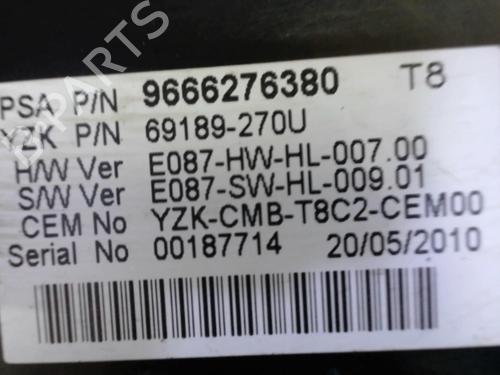 PSA P/N 9666276380 T8
YZK P/N 69189-270U
H/W Ver E087-HW-HL-007.00
S/W Ver E087-SW-HL-009.01
CEM No YZK-CMB-T8C2-CEM00
Serial No 00187714 20/05/2010